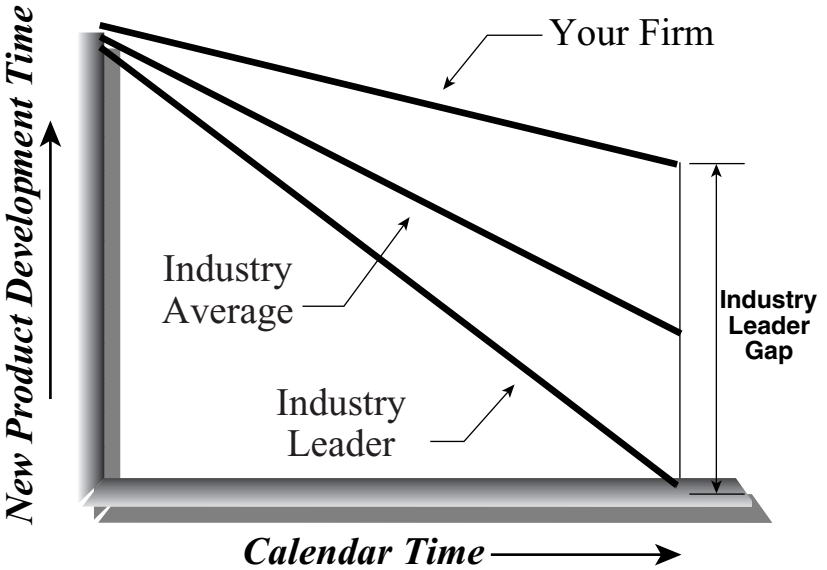 New Product Development Time
Your Firm
Industry
Average
Industry
Leader
Industry
Leader
Gap
Calendar Time